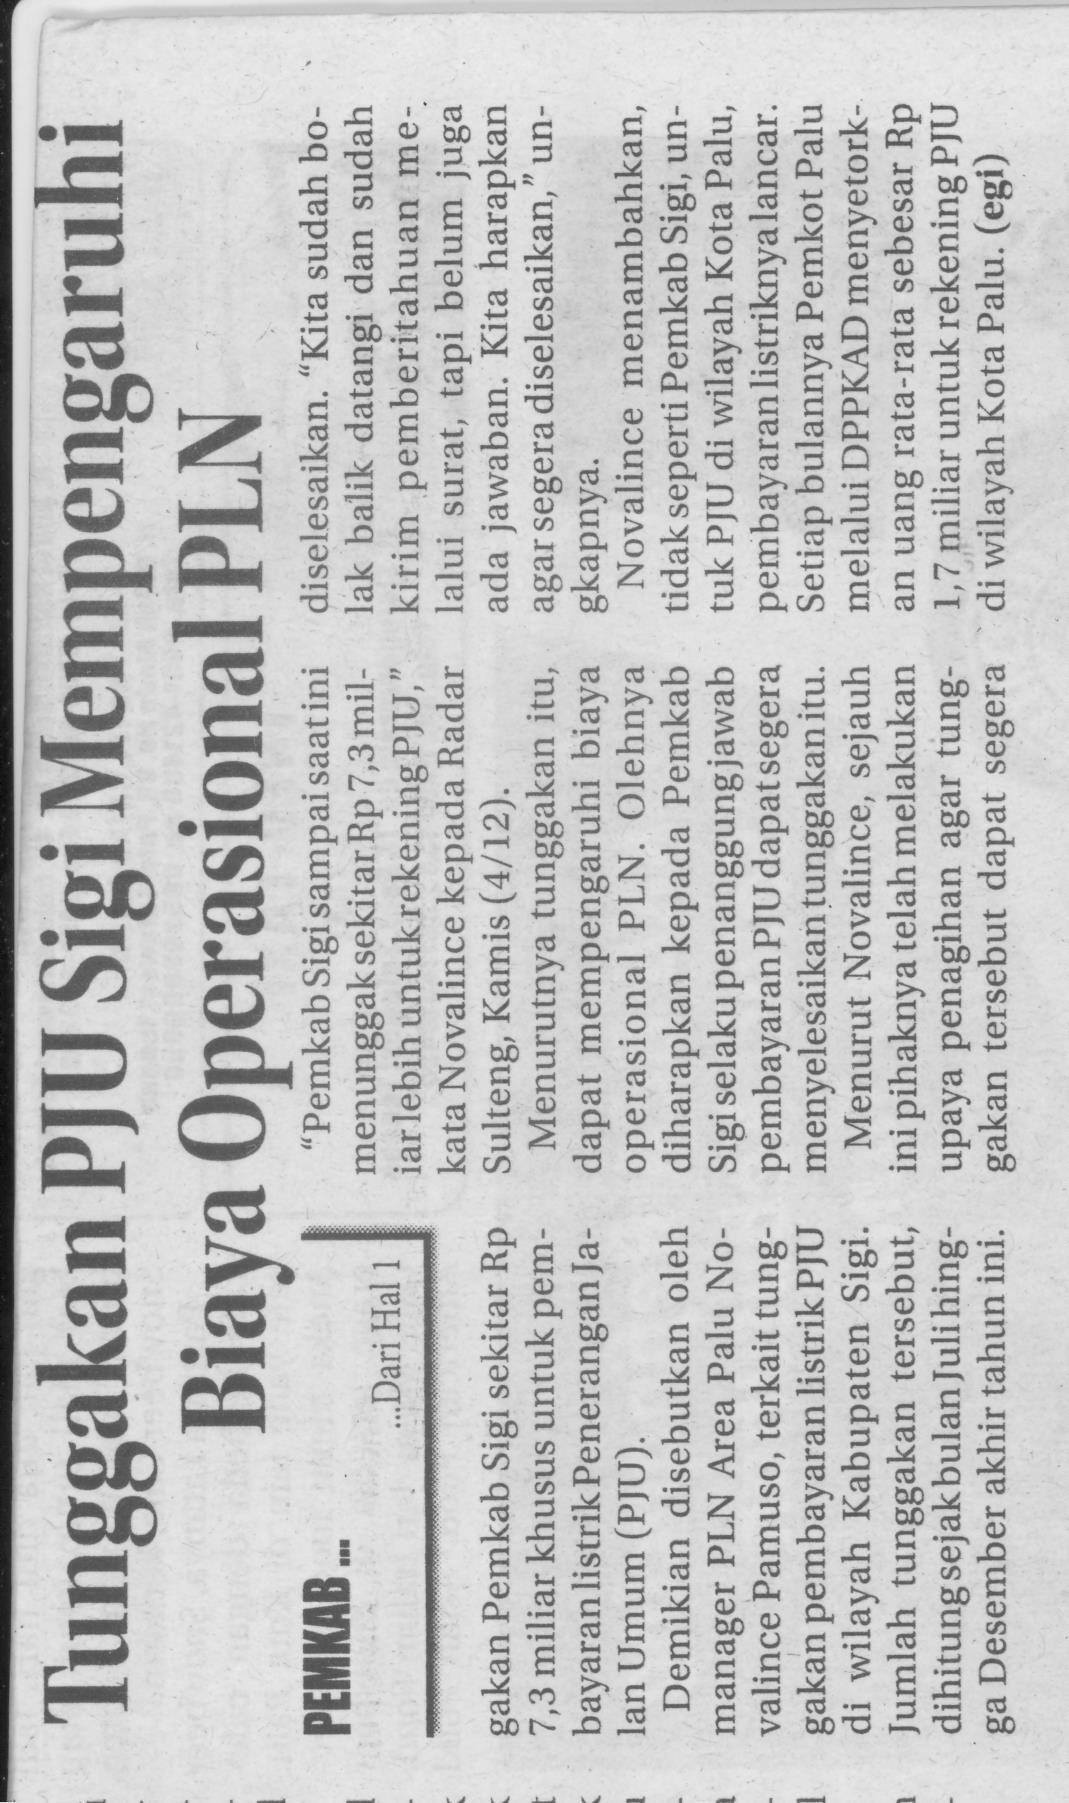 Tunggakan PJU Sigi Mempengaruhi
Biaya Operasional PLN
PEMKAB ...
...Dari Hal 1
gakan Pemkab Sigi sekitar Rp
7,3 miliar khusus untuk pem-
bayaran listrik Penerangan Ja-
lan Umum (PJU).
Demikian disebutkan oleh
manager PLN Area Palu No-
valince Pamuso, terkait tung-
gakan pembayaran listrik PJU
di wilayah Kabupaten Sigi.
Jumlah tunggakan tersebut,
dihitung sejak bulan Juli hing-
ga Desember akhir tahun ini.
“Pemkab Sigi sampai saat ini
menunggak sekitar Rp 7,3 mil-
iar lebih untuk rekening PJU,”
kata Novalince kepada Radar
Sulteng, Kamis (4/12).
Menurutnya tunggakan itu,
dapat mempengaruhi biaya
operasional PLN. Olehnya
diharapkan kepada Pemkab
Sigi selaku penanggung jawab
pembayaran PJU dapat segera
menyelesaikan tunggakan itu.
Menurut Novalince, sejauh
ini pihaknya telah melakukan
upaya penagihan agar tung-
gakan tersebut dapat segera
diselesaikan. “Kita sudah bo-
lak balik datangi dan sudah
kirim pemberitahuan me-
lalui surat, tapi belum juga
ada jawaban. Kita harapkan
agar segera diselesaikan,” un-
gkapnya.
Novalince menambahkan,
tidak seperti Pemkab Sigi, un-
tuk PJU di wilayah Kota Palu,
pembayaran listriknya lancar.
Setiap bulannya Pemkot Palu
melalui DPPKAD menyetork-
an uang rata-rata sebesar Rp
1,7 miliar untuk rekening PJU
di wilayah Kota Palu. (egi)